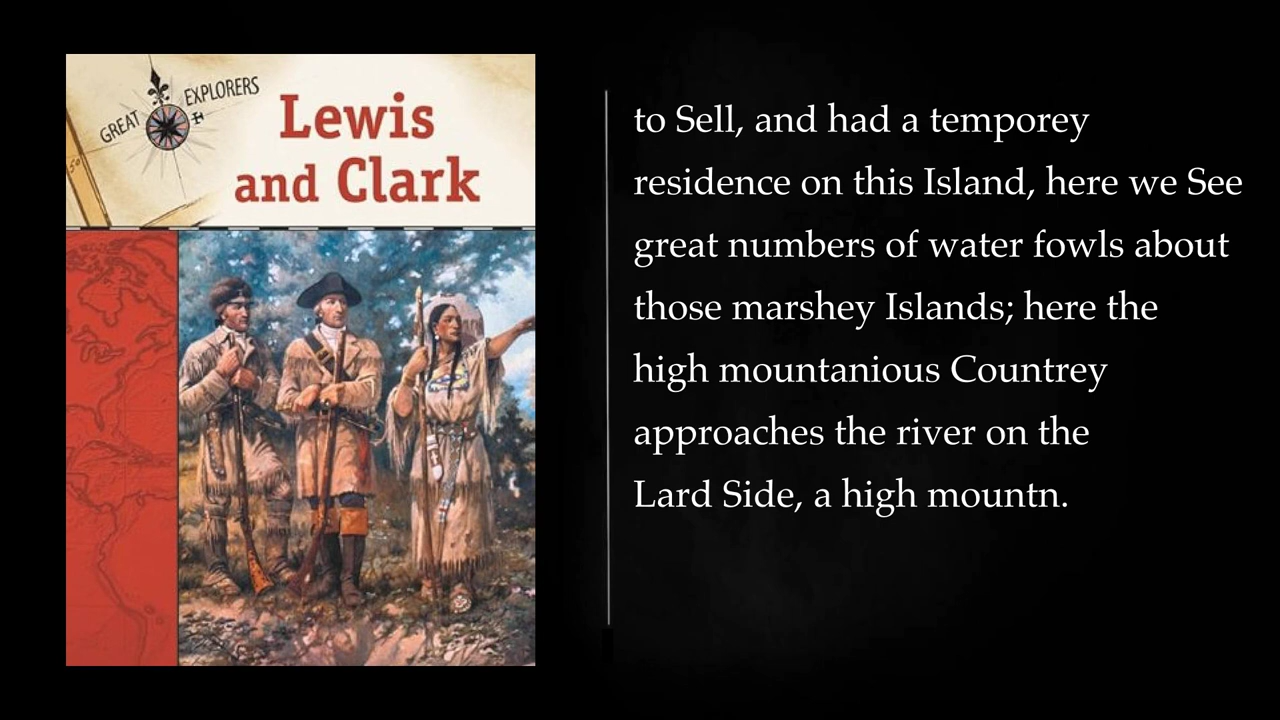 GREAT EXPLORERS
Lewis
and Clark
to Sell, and had a temporey
residence on this Island, here we See
great numbers of water fowls about
those marshey Islands; here the
high mountanious Countrey
approaches the river on the
Lard Side, a high mountn.